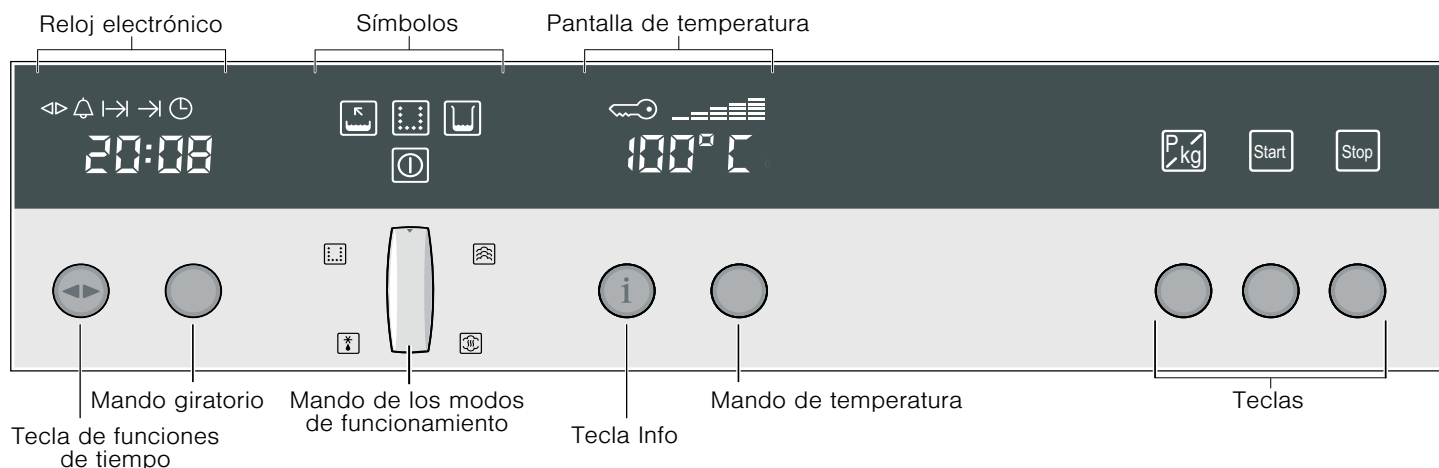 Reloj electrónico
Símbolos
Pantalla de temperatura
20:08
100°C
P/kg
Start
Stop
i
Mando giratorio
Mando de los modos
de funcionamiento
Mando de temperatura
Teclas
Tecla de funciones
de tiempo
Tecla Info